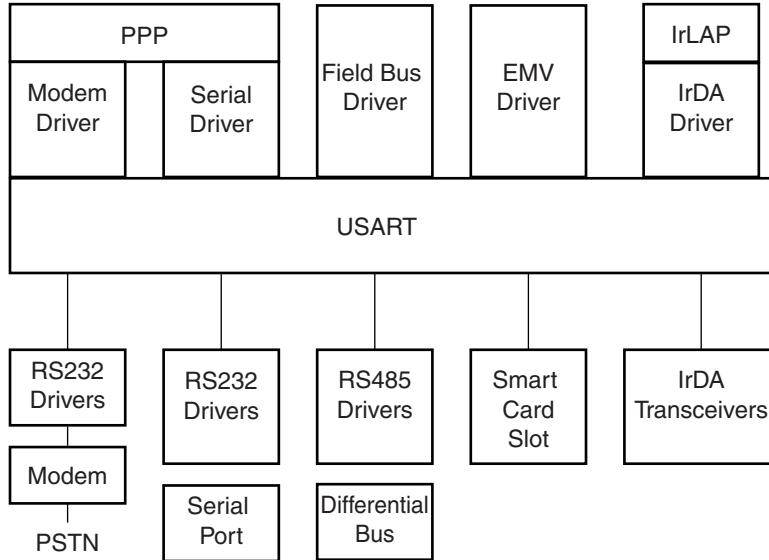 PPP
Modem
Driver
Serial
Driver
Field Bus
Driver
EMV
Driver
IrLAP
IrDA
Driver
USART
RS232
Drivers
Modem
PSTN
RS232
Drivers
Serial
Port
RS485
Drivers
Differential
Bus
Smart
Card
Slot
IrDA
Transceivers